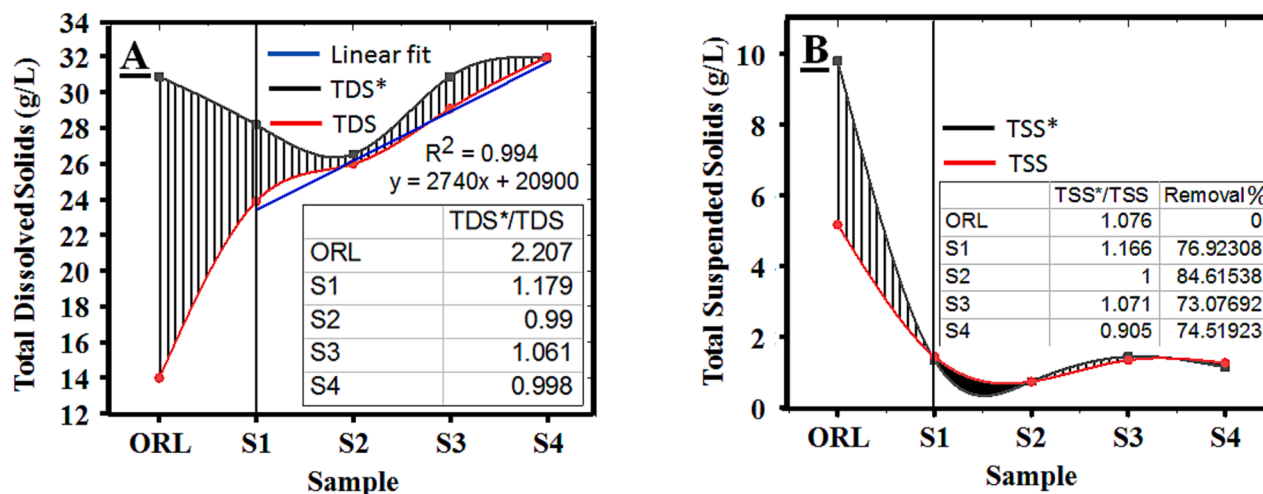 A
Total Dissolved Solids (g/L)
34
32
30
28
26
24
22
20
18
16
14
12
Linear fit
TDS*
TDS
R² = 0.994
y = 2740x + 20900
TDS*/TDS
ORL 2.207
S1 1.179
S2 0.99
S3 1.061
S4 0.998
ORL S1 S2 S3 S4
Sample
B
Total Suspended Solids (g/L)
10
8
6
4
2
0
TSS*
TSS
TSS*/TSS Removal%
ORL 1.076 0
S1 1.166 76.92308
S2 1 84.61538
S3 1.071 73.07692
S4 0.905 74.51923
ORL S1 S2 S3 S4
Sample